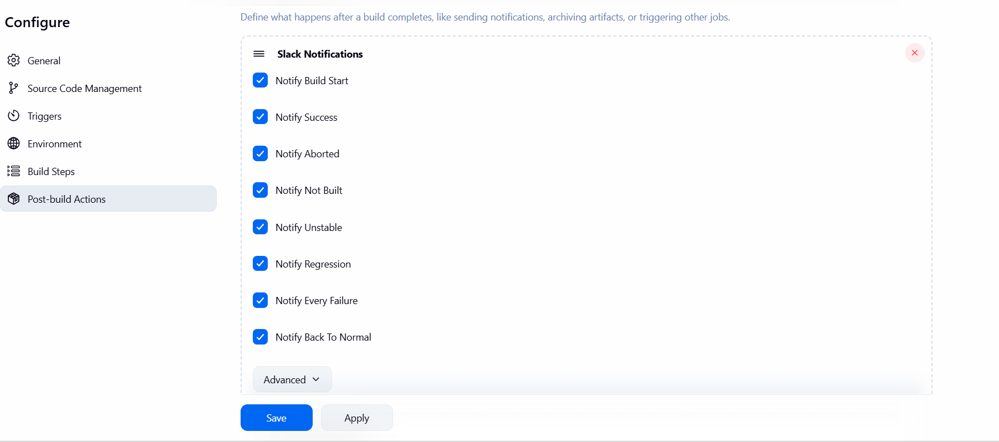 Configure
General
Source Code Management
Triggers
Environment
Build Steps
Post-build Actions
Define what happens after a build completes, like sending notifications, archiving artifacts, or triggering other jobs.
Slack Notifications
Notify Build Start
Notify Success
Notify Aborted
Notify Not Built
Notify Unstable
Notify Regression
Notify Every Failure
Notify Back To Normal
Advanced
Save
Apply